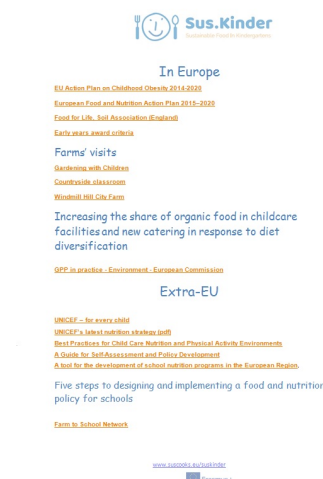 Sus.Kinder
Sustainable Food in Kindergartens
In Europe
EU Action Plan on Childhood Obesity 2014-2020
European Food and Nutrition Action Plan 2015–2020
Food for Life, Soil Association (England)
Early years award criteria
Farms' visits
Gardening with Children
Countryside classroom
Windmill Hill City Farm
Increasing the share of organic food in childcare
facilities and new catering in response to diet
diversification
GPP in practice - Environment - European Commission
Extra-EU
UNICEF – for every child
UNICEF's latest nutrition strategy (pdf)
Best Practices for Child Care Nutrition and Physical Activity Environments
A Guide for Self-Assessment and Policy Development
A tool for the development of school nutrition programs in the European Region.
Five steps to designing and implementing a food and nutrition
policy for schools
Farm to School Network
www.suscooks.eu/suskinder